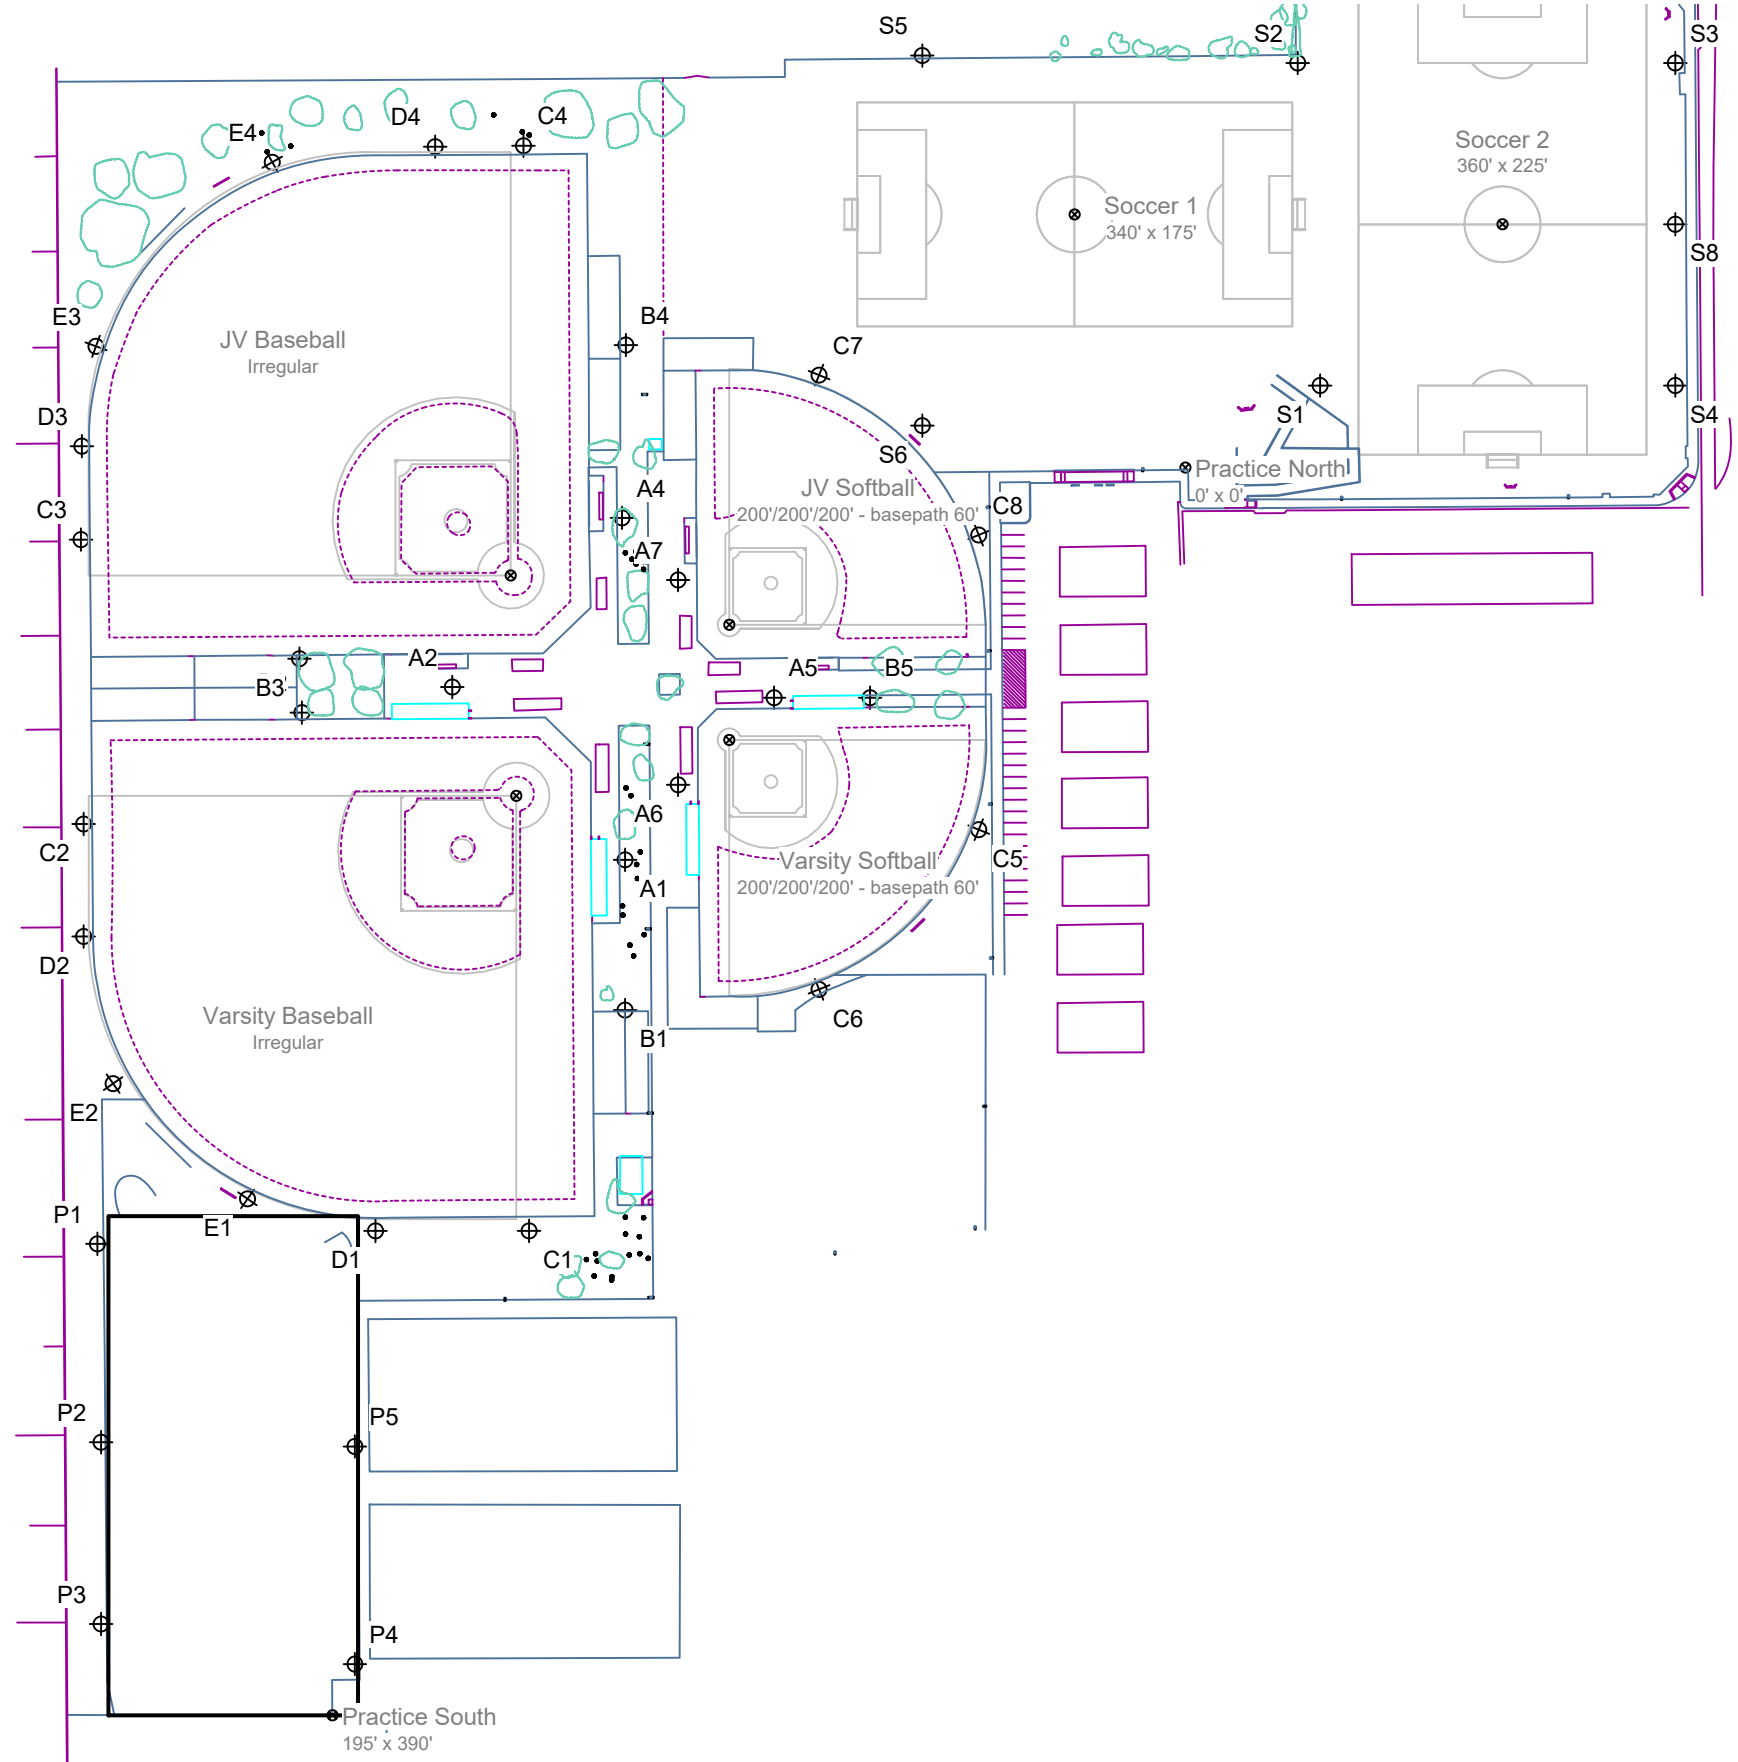 S5
S2
S3
D4
C4
E4
Soccer 2
360' x 225'
Soccer 1
340' x 175'
S8
E3
B4
JV Baseball
Irregular
C7
D3
S1
S4
S6
Practice North
0' x 0'
A4
JV Softball
200'/200'/200' - basepath 60'
C3
C8
A7
A2
A5
B5
B3
A6
C2
Varsity Softball
200'/200'/200' - basepath 60'
C5
A1
D2
Varsity Baseball
Irregular
C6
B1
E2
P1
E1
D1
C1
P2
P5
P3
P4
Practice South
195' x 390'